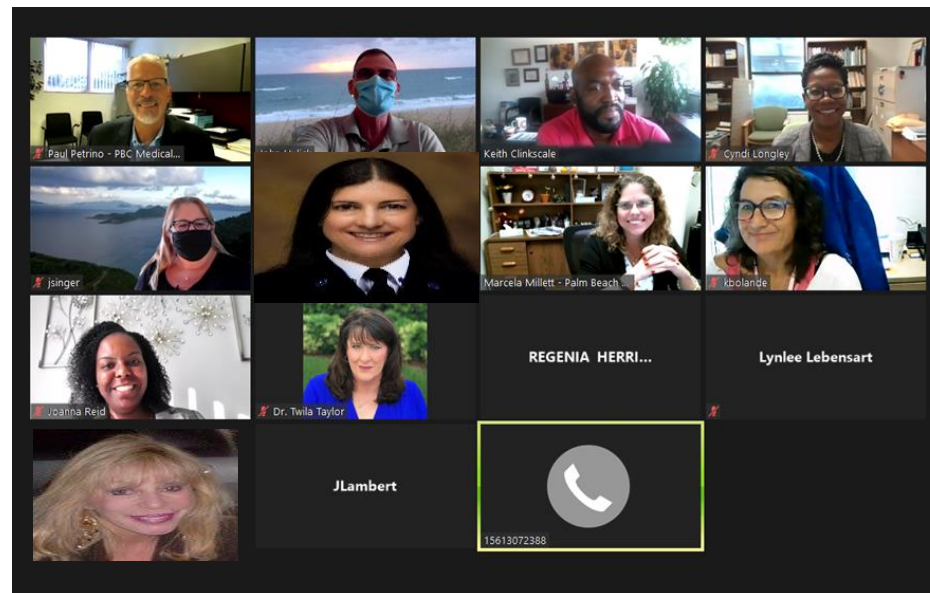 Paul Petrino - PBC Medical...
Keith Clinkscale
Cyndi Longley
jsinger
Marcela Millett - Palm Beach ...
kbolande
Joanna Reid
Dr. Twila Taylor
REGENIA HERRI...
Lynlee Lebensart
JLambert
15613072388